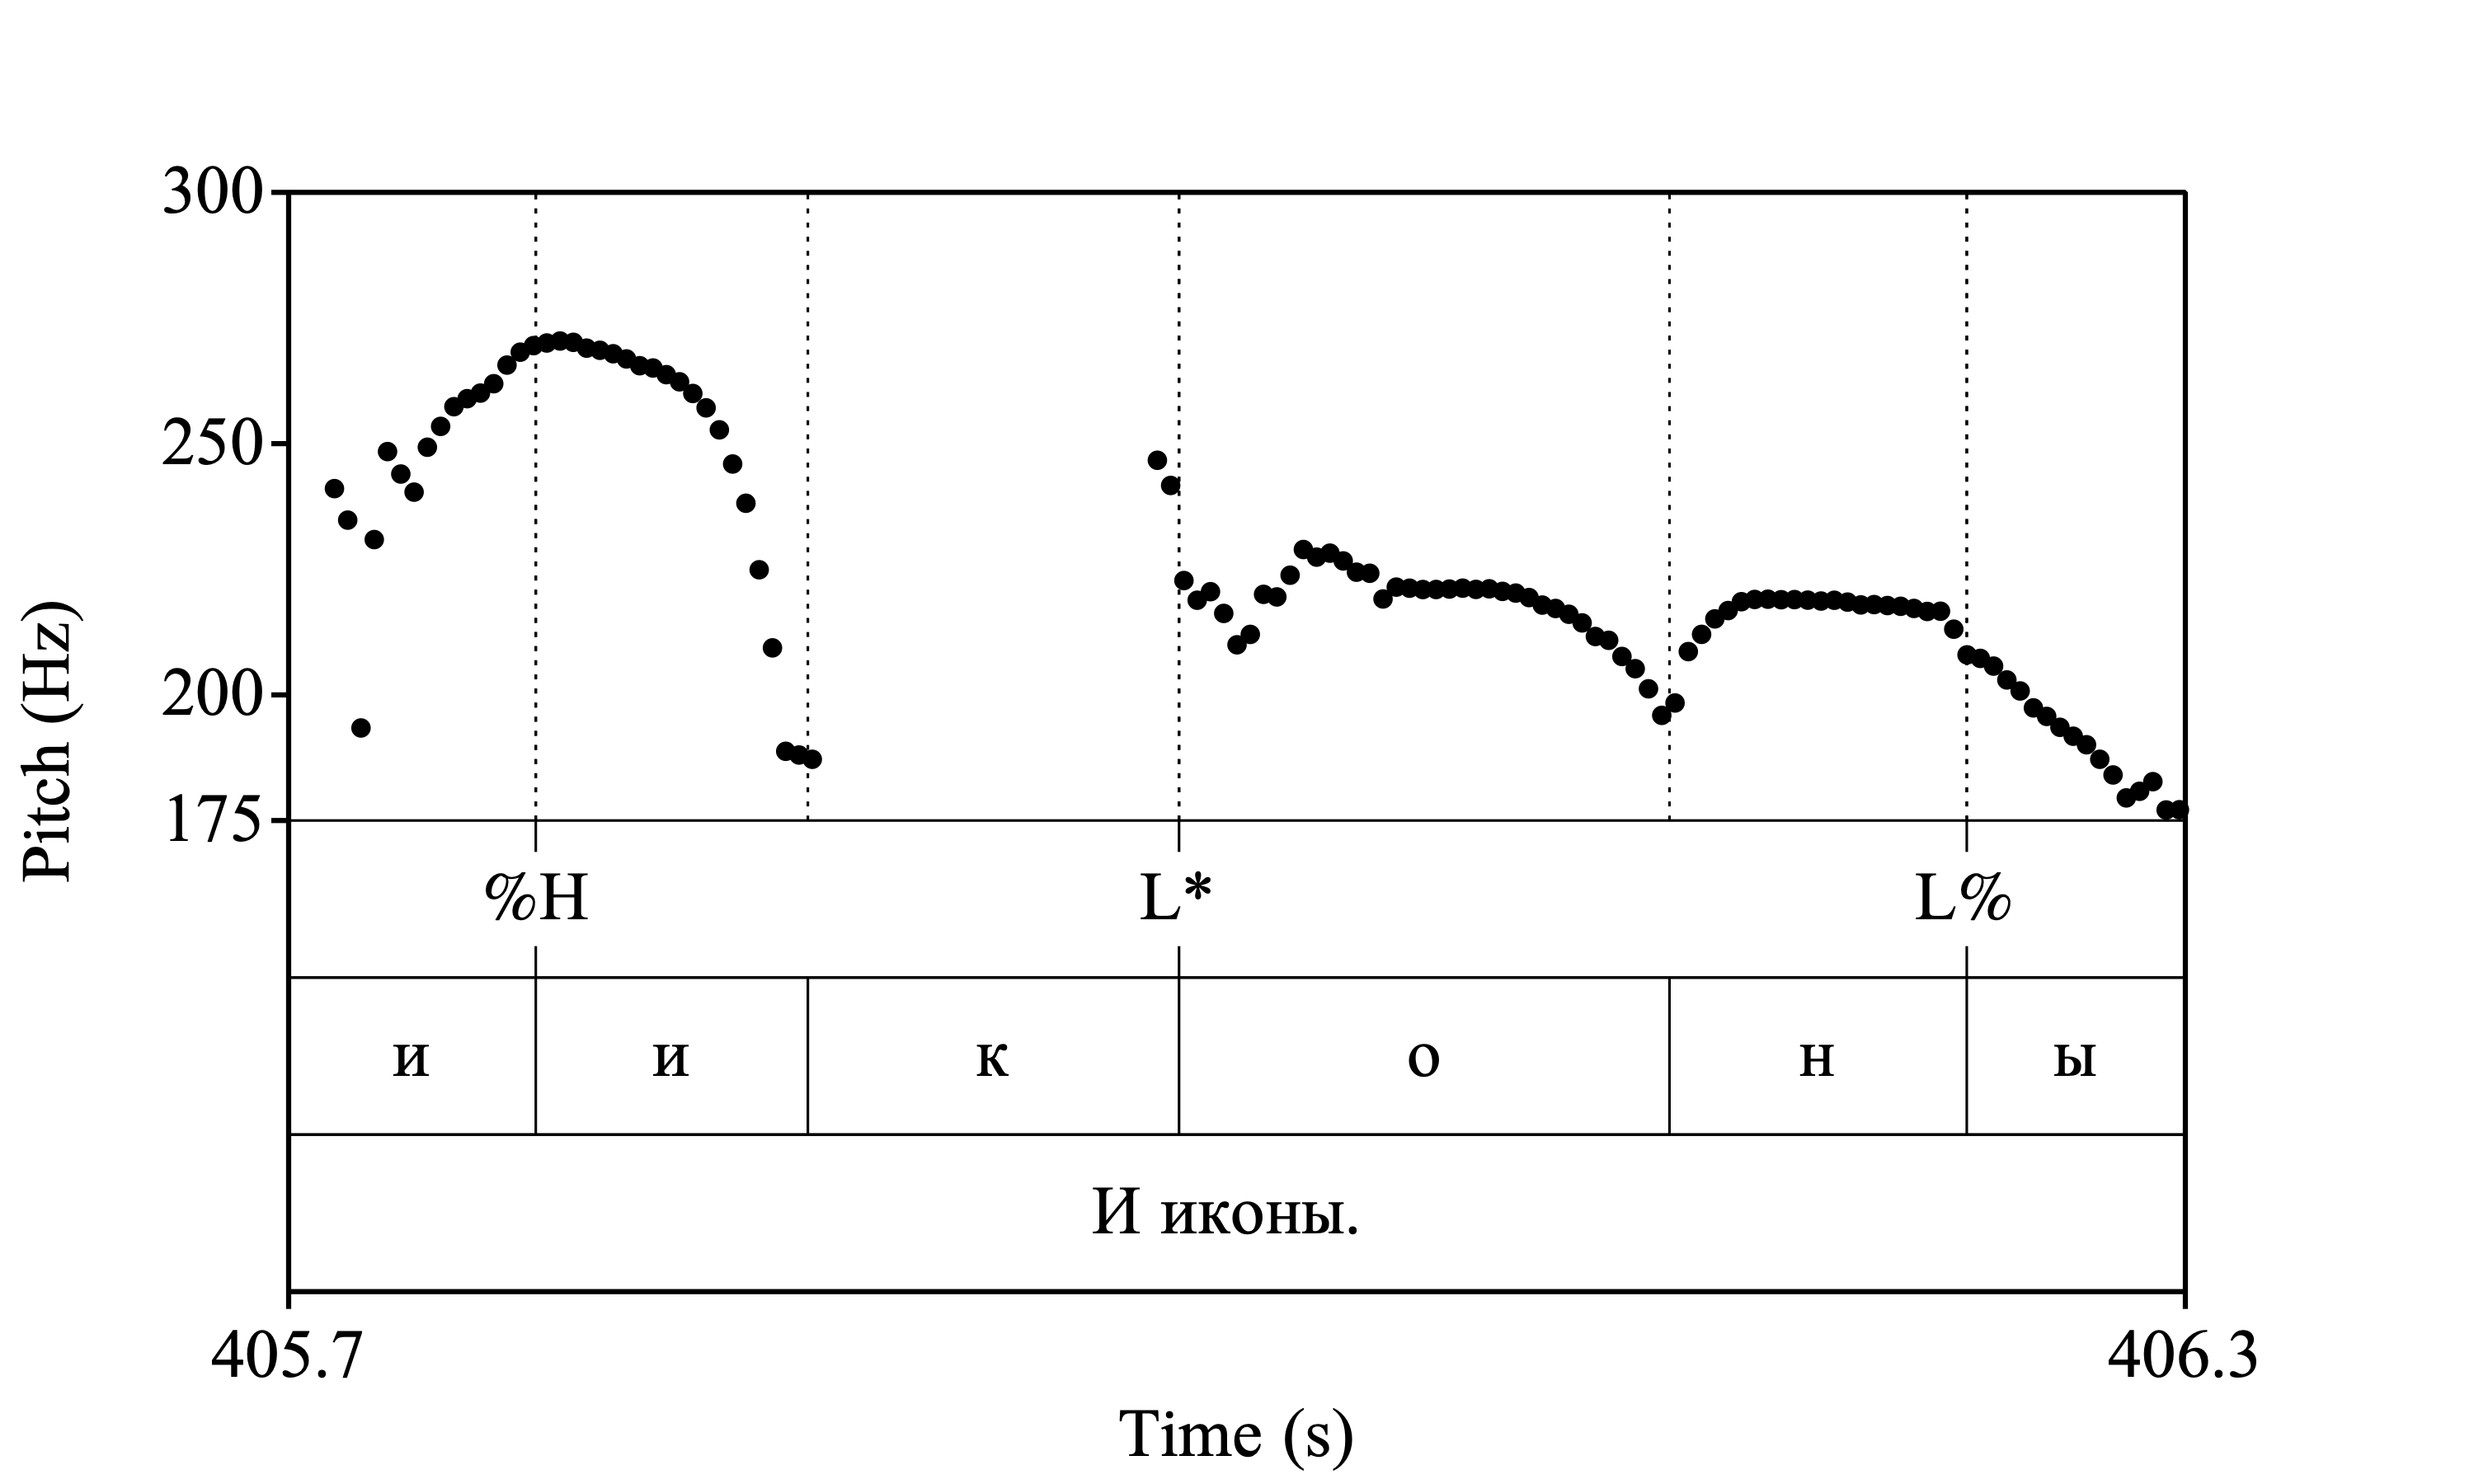 Pitch (Hz)
300
250
200
175
%H L* L%
и и к о н ы
И иконы.
405.7 406.3
Time (s)